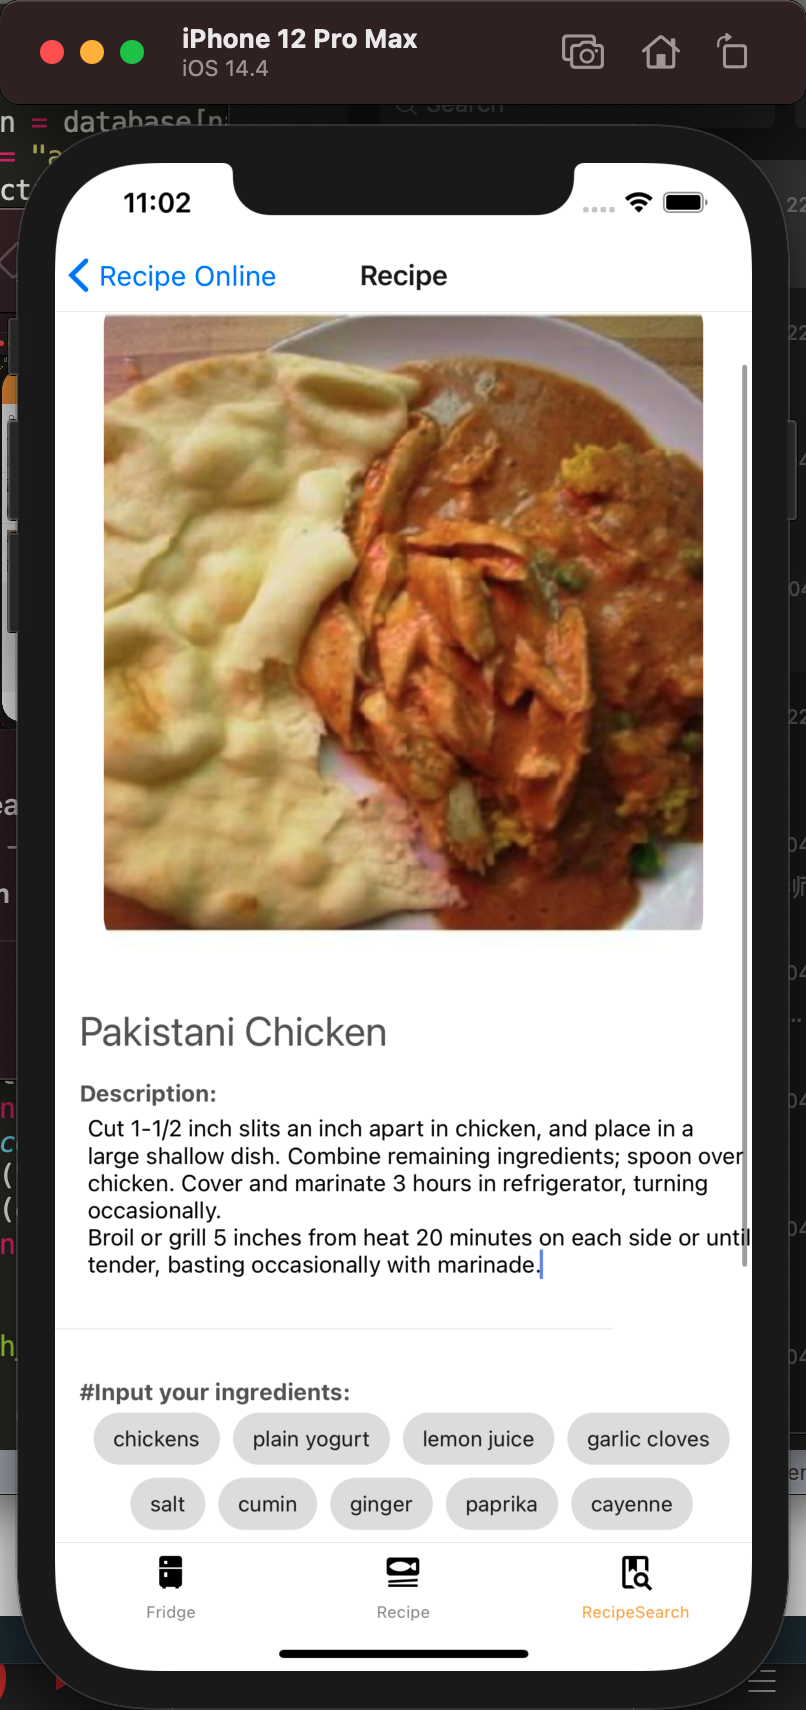 iPhone 12 Pro Max
iOS 14.4
Search
n = database[n
= "a
ct
11:02
Recipe Online
Recipe
Pakistani Chicken
Description:
Cut 1-1/2 inch slits an inch apart in chicken, and place in a
large shallow dish. Combine remaining ingredients; spoon over
chicken. Cover and marinate 3 hours in refrigerator, turning
occasionally.
Broil or grill 5 inches from heat 20 minutes on each side or until
tender, basting occasionally with marinade.
#Input your ingredients:
chickens plain yogurt lemon juice garlic cloves
salt cumin ginger paprika cayenne
Fridge Recipe RecipeSearch